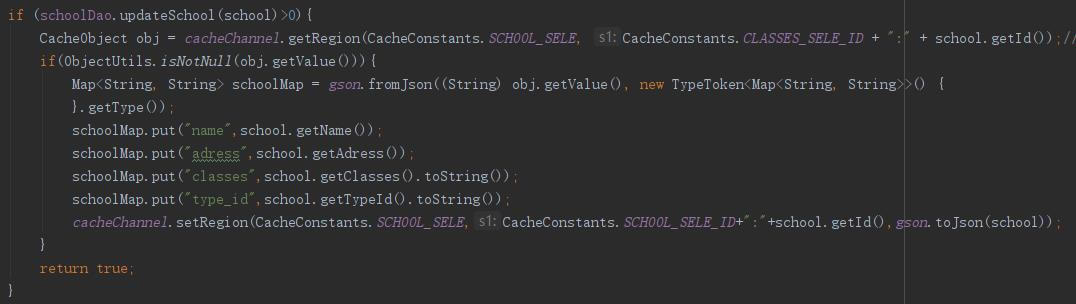 if (schoolDao.updateSchool(school)>0){
CacheObject obj = cacheChannel.getRegion(CacheConstants.SCHOOL_SELE, s1: CacheConstants.CLASSES_SELE_ID + ":" + school.getId());//
if(ObjectUtils.isNotNull(obj.getValue())){
Map<String, String> schoolMap = gson.fromJson((String) obj.getValue(), new TypeToken<Map<String, String>>() {
}.getType());
schoolMap.put("name",school.getName());
schoolMap.put("adress",school.getAdress());
schoolMap.put("classes",school.getClasses().toString());
schoolMap.put("type_id",school.getTypeId().toString());
cacheChannel.setRegion(CacheConstants.SCHOOL_SELE, s1: CacheConstants.SCHOOL_SELE_ID+":"+school.getId(),gson.toJson(school));
}
return true;
}